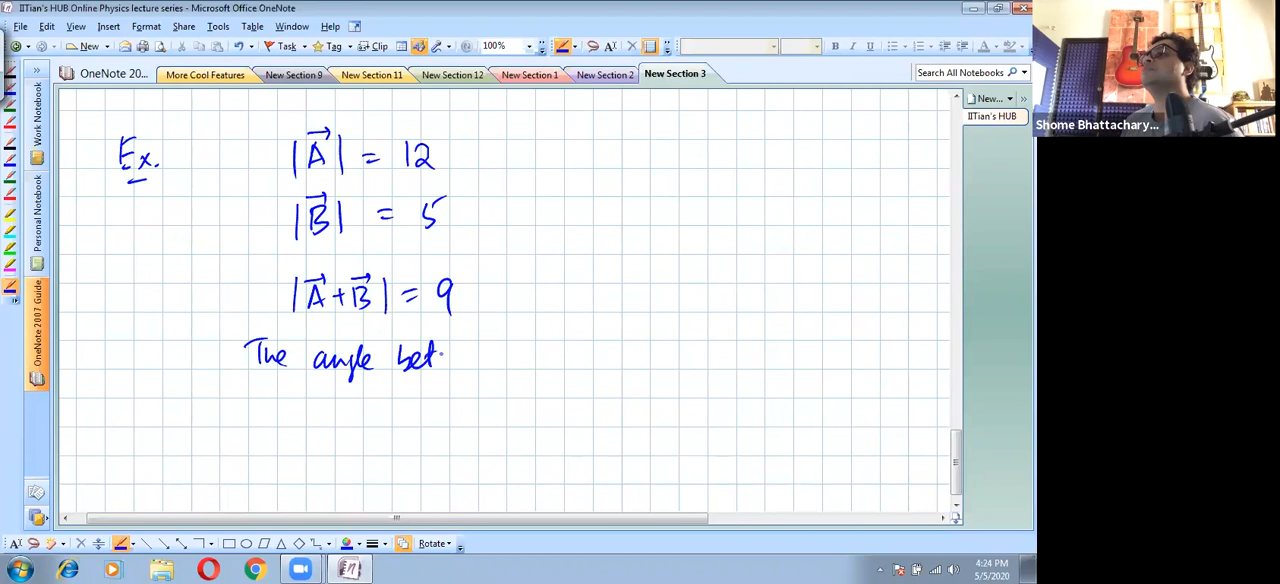 IITian's HUB Online Physics lecture series - Microsoft Office OneNote
File Edit View Insert Format Share Tools Table Window Help
New Task Tag Clip 100% A B I U A
OneNote 20... More Cool Features New Section 9 New Section 11 New Section 12 New Section 1 New Section 2 New Section 3 Search All Notebooks
New...
IITian's HUB
Work Notebook
Personal Notebook
OneNote 2007 Guide
Shome Bhattachary...
Ex. |A⃗| = 12
|B⃗| = 5
|A⃗+B⃗| = 9
The angle bet
Rotate
4:24 PM
5/5/2020